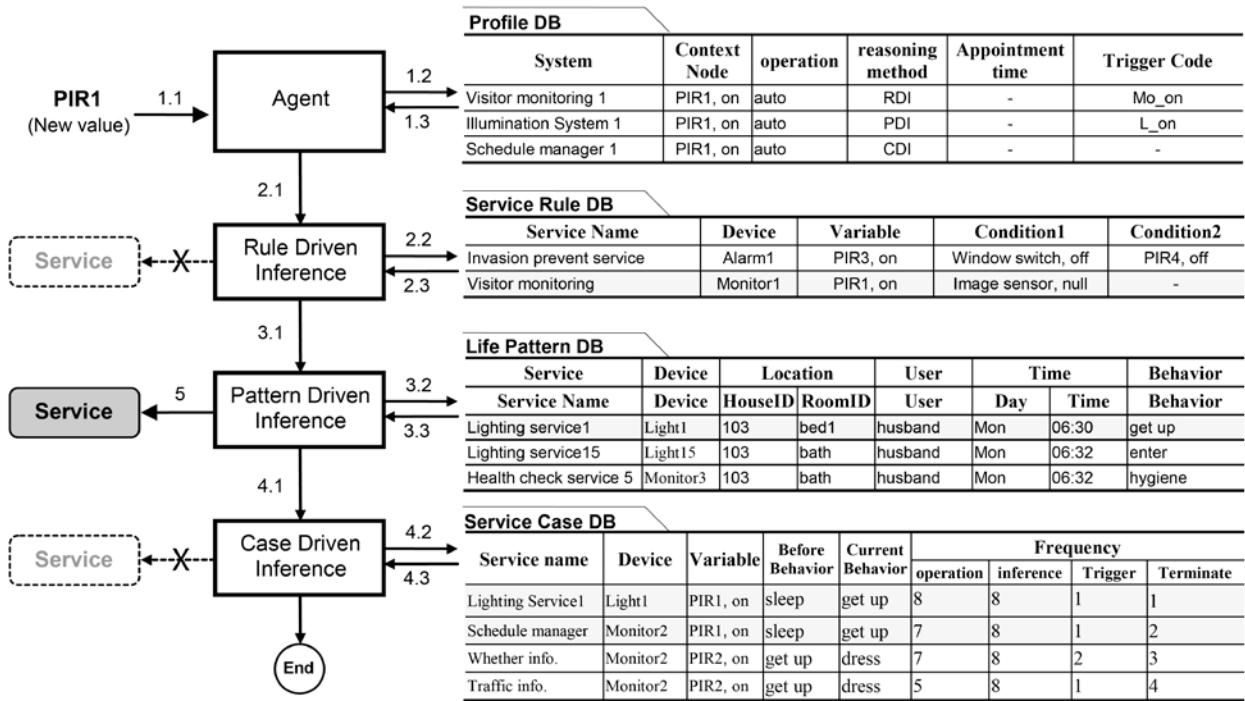 Profile DB
System Context Node operation reasoning method Appointment time Trigger Code
Visitor monitoring 1 PIR1, on auto RDI - Mo_on
Illumination System 1 PIR1, on auto PDI - L_on
Schedule manager 1 PIR1, on auto CDI - -
PIR1
(New value)
1.1
Agent
1.2
1.3
2.1
Service Rule DB
Service Name Device Variable Condition1 Condition2
Invasion prevent service Alarm1 PIR3, on Window switch, off PIR4, off
Visitor monitoring Monitor1 PIR1, on Image sensor, null -
Service
X
Rule Driven
Inference
2.2
2.3
3.1
Life Pattern DB
Service Device Location User Time Behavior
Service Name Device HouseID RoomID User Day Time Behavior
Lighting service1 Light1 103 bed1 husband Mon 06:30 get up
Lighting service15 Light15 103 bath husband Mon 06:32 enter
Health check service 5 Monitor3 103 bath husband Mon 06:32 hygiene
Service
5
Pattern Driven
Inference
3.2
3.3
4.1
Service Case DB
Service name Device Variable Before Behavior Current Behavior Frequency
operation inference Trigger Terminate
Lighting Service1 Light1 PIR1, on sleep get up 8 8 1 1
Schedule manager Monitor2 PIR1, on sleep get up 7 8 1 2
Whether info. Monitor2 PIR2, on get up dress 7 8 2 3
Traffic info. Monitor2 PIR2, on get up dress 5 8 1 4
Service
X
Case Driven
Inference
4.2
4.3
End